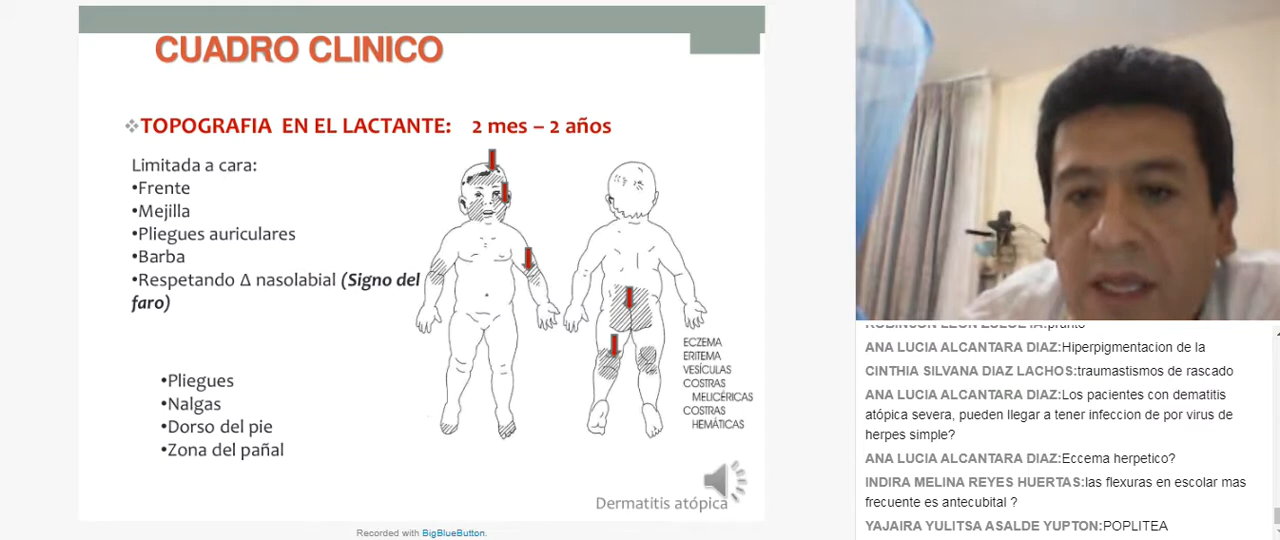 CUADRO CLINICO
TOPOGRAFIA EN EL LACTANTE: 2 mes – 2 años
Limitada a cara:
•Frente
•Mejilla
•Pliegues auriculares
•Barba
•Respetando Δ nasolabial (Signo del
faro)
•Pliegues
•Nalgas
•Dorso del pie
•Zona del pañal
ECZEMA
ERITEMA
VESÍCULAS
COSTRAS
MELICÉRICAS
COSTRAS
HEMÁTICAS
Dermatitis atópica
Recorded with BigBlueButton.
ANA LUCIA ALCANTARA DIAZ:Hiperpigmentacion de la
CINTHIA SILVANA DIAZ LACHOS:traumastismos de rascado
ANA LUCIA ALCANTARA DIAZ:Los pacientes con dematitis
atópica severa, pueden llegar a tener infeccion de por virus de
herpes simple?
ANA LUCIA ALCANTARA DIAZ:Eccema herpetico?
INDIRA MELINA REYES HUERTAS:las flexuras en escolar mas
frecuente es antecubital ?
YAJAIRA YULITSA ASALDE YUPTON:POPLITEA